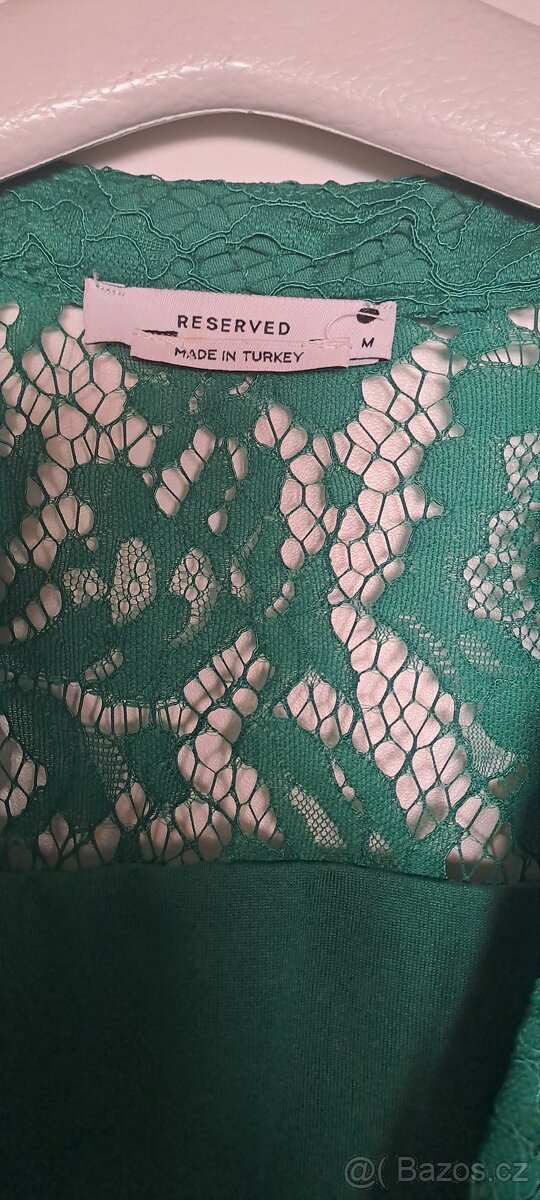 RESERVED
M
MADE IN TURKEY
@( Bazos.cz